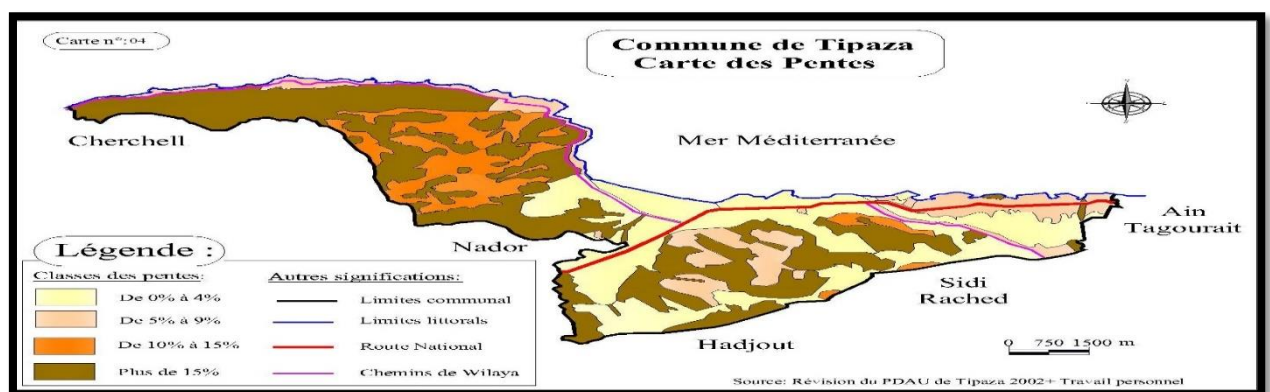 Carte n°: 04
Commune de Tipaza
Carte des Pentes
Cherchell
Mer Méditerranée
Nador
Ain
Tagourait
Sidi
Rached
Hadjout
Légende :
Classes des pentes:
De 0% à 4%
De 5% à 9%
De 10% à 15%
Plus de 15%
Autres significations:
Limites communal
Limites littorals
Route National
Chemins de Wilaya
0 750 1500 m
Source: Révision du PDAU de Tipaza 2002+ Travail personnel